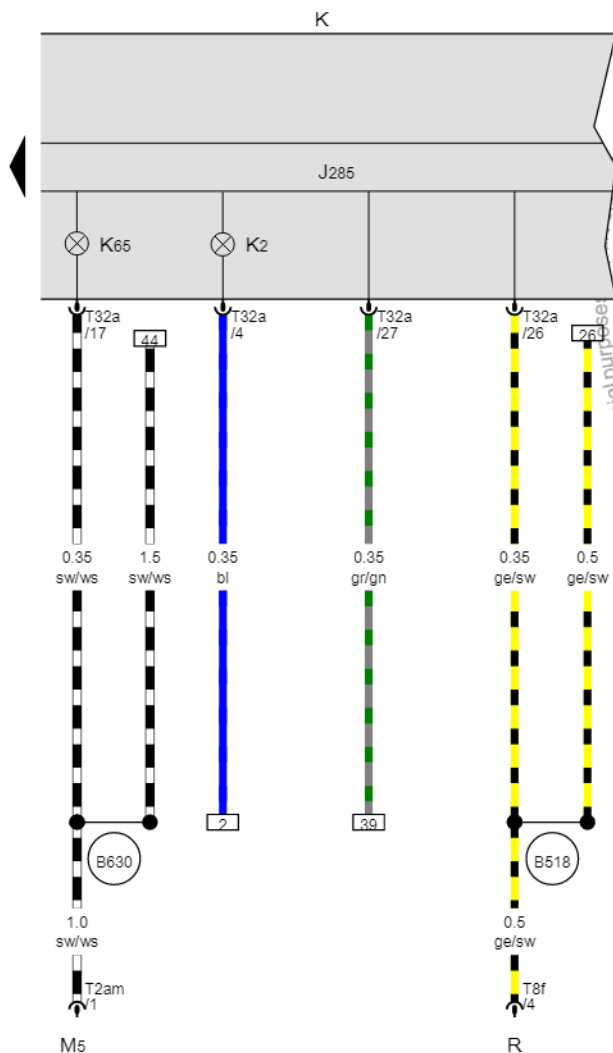 K
J285
K65
K2
T32a
/17
T32a
/4
T32a
/27
T32a
/26
44
26
0.35
sw/ws
1.5
sw/ws
0.35
bl
0.35
gr/gn
0.35
ge/sw
0.5
ge/sw
2
39
B630
B518
1.0
sw/ws
0.5
ge/sw
T2am
/1
T8f
/4
M5
R